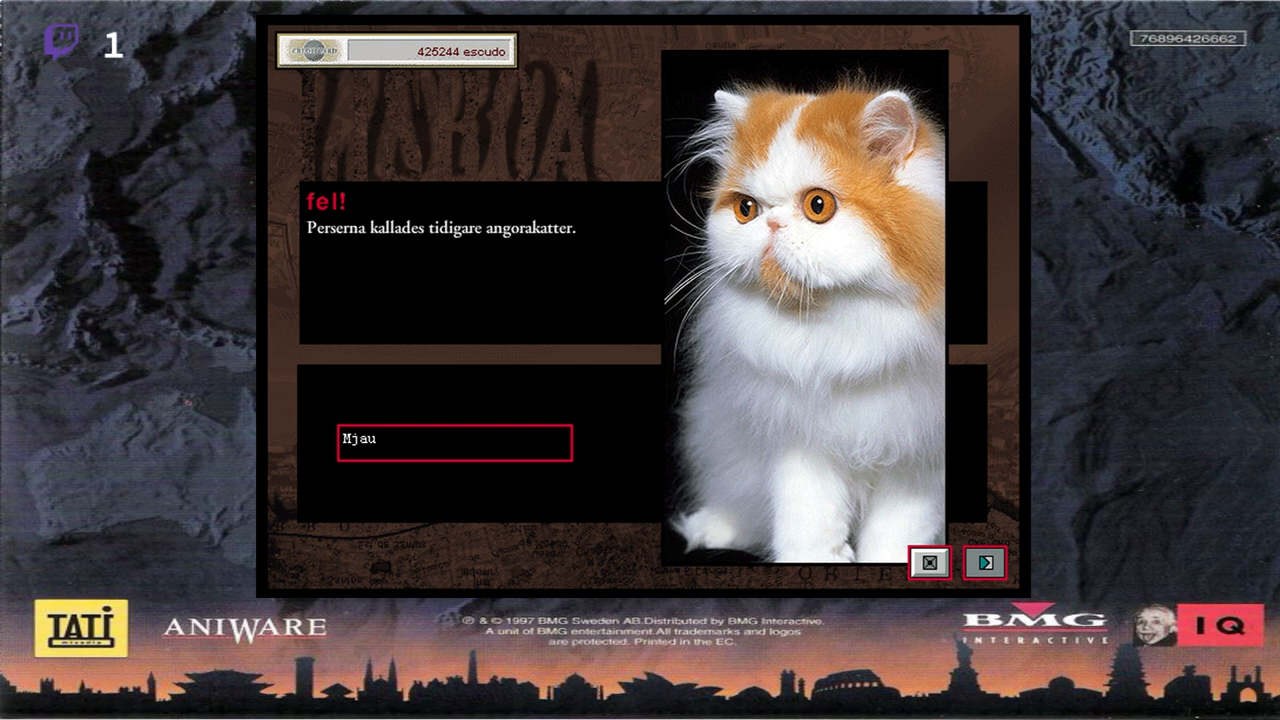 1
425244 escudo
76896426662
fel!
Perserna kallades tidigare angorakatter.
Mjau
TATi
mixedia
ANIWARE
℗ & © 1997 BMG Sweden AB.Distributed by BMG Interactive.
A unit of BMG entertainment.All trademarks and logos
are protected. Printed in the EC.
BMG
INTERACTIVE
IQ